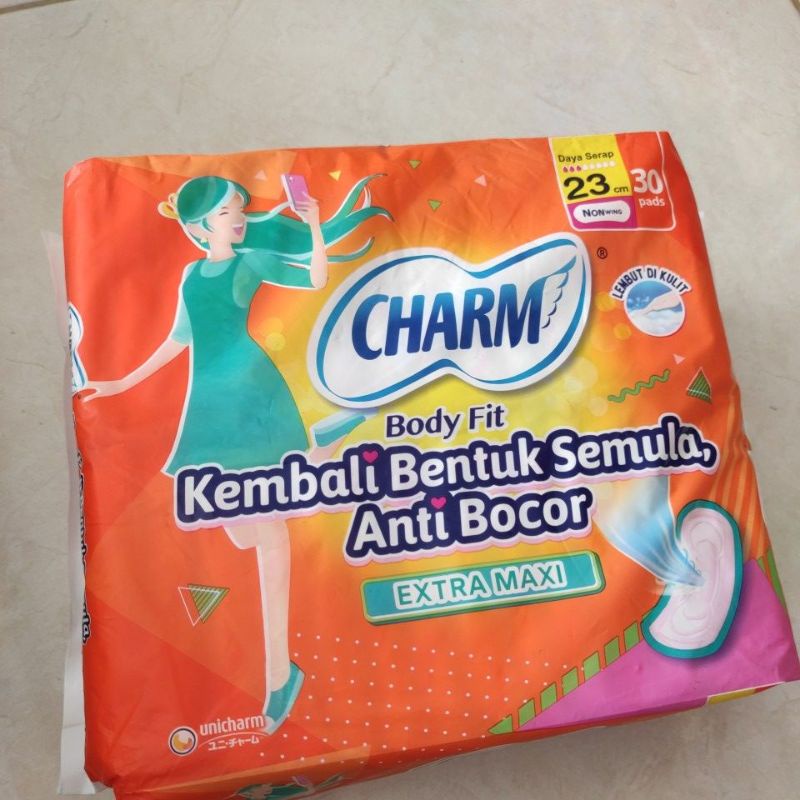 Daya Serap
23 cm
30
pads
NONWING
CHARM®
LEMBUT DI KULIT
Body Fit
Kembali Bentuk Semula,
Anti Bocor
EXTRA MAXI
unicharm
ユニ・チャーム